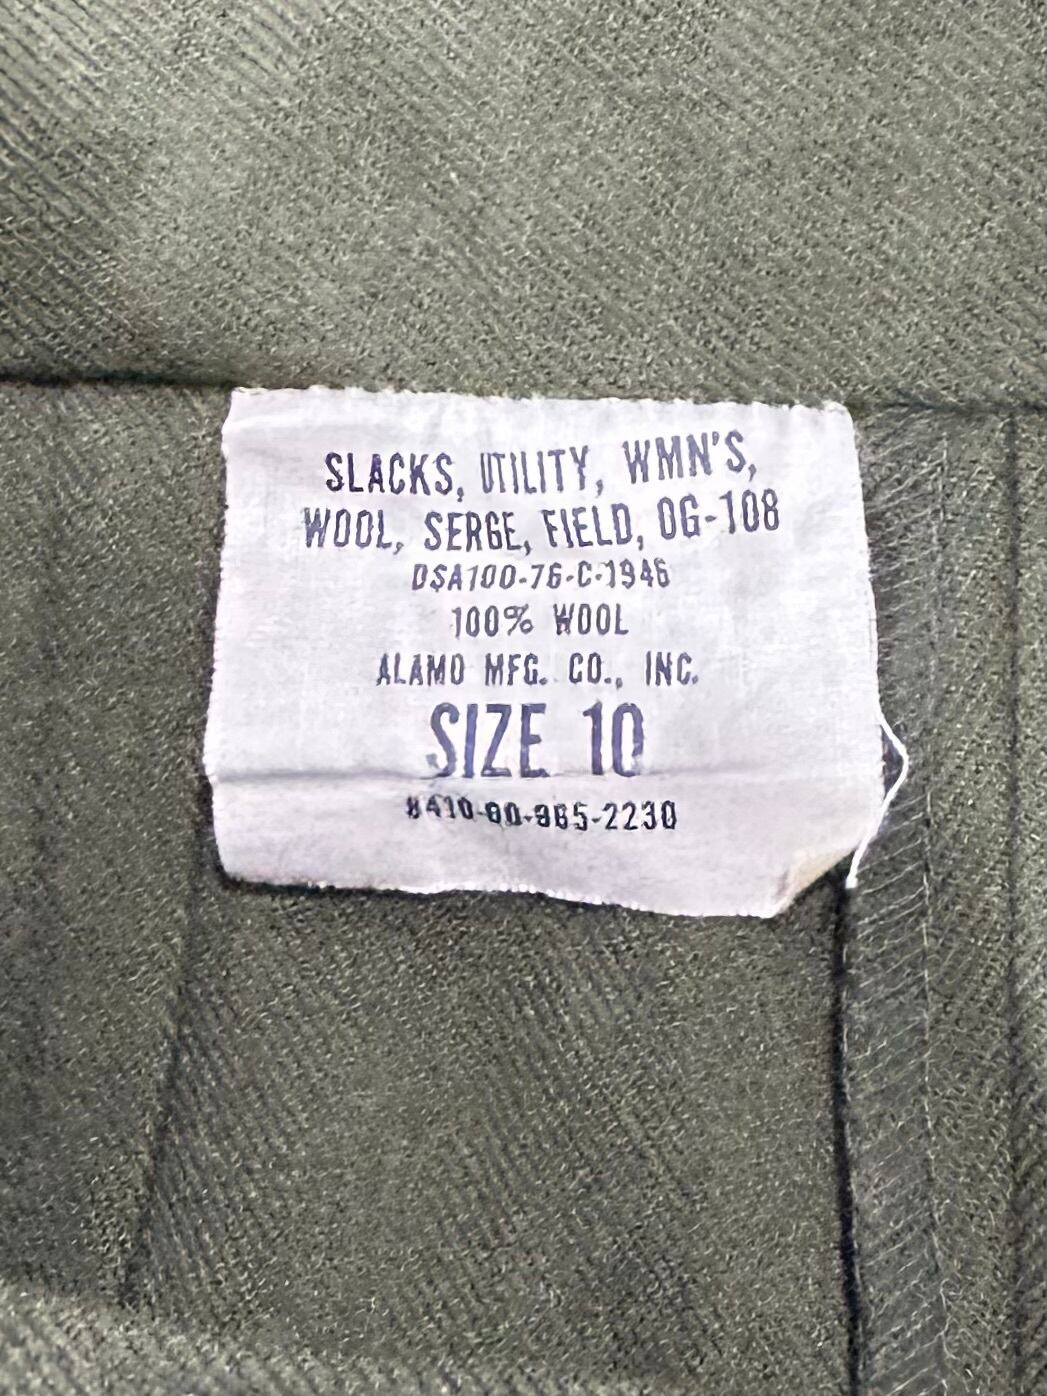 SLACKS, UTILITY, WMN'S,
WOOL, SERGE, FIELD, OG-108
DSA100-76-C-1946
100% WOOL
ALAMO MFG. CO., INC.
SIZE 10
8410-00-965-2230